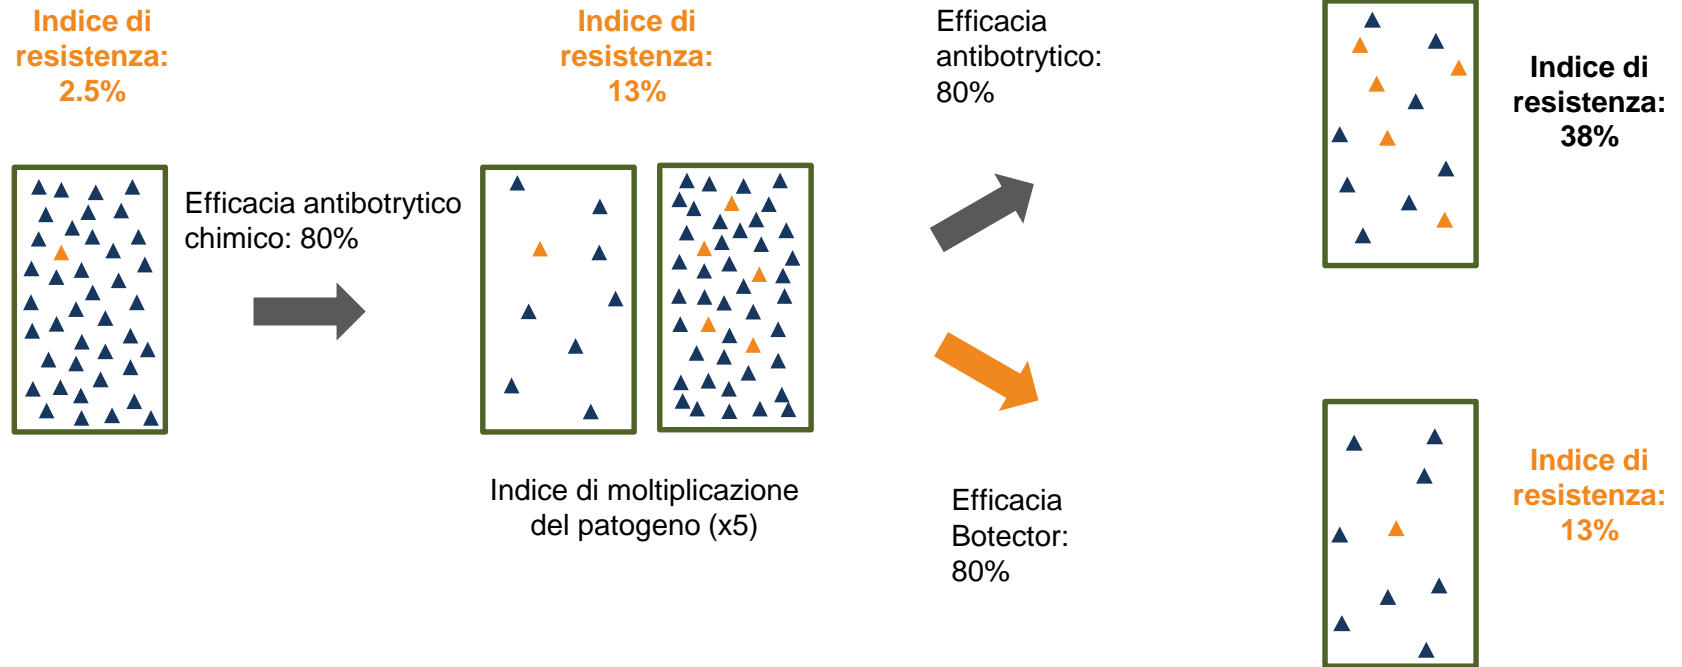 Indice di
resistenza:
2.5%
Efficacia antibotrytico
chimico: 80%
Indice di
resistenza:
13%
Indice di moltiplicazione
del patogeno (x5)
Efficacia
antibotrytico:
80%
Indice di
resistenza:
38%
Efficacia
Botector:
80%
Indice di
resistenza:
13%